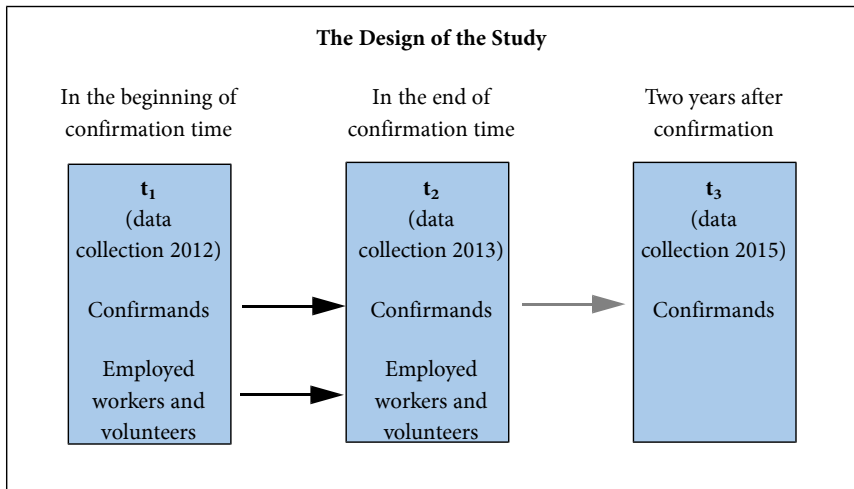 The Design of the Study
In the beginning of
confirmation time
In the end of
confirmation time
Two years after
confirmation
t₁
(data
collection 2012)
Confirmands
Employed
workers and
volunteers
t₂
(data
collection 2013)
Confirmands
Employed
workers and
volunteers
t₃
(data
collection 2015)
Confirmands